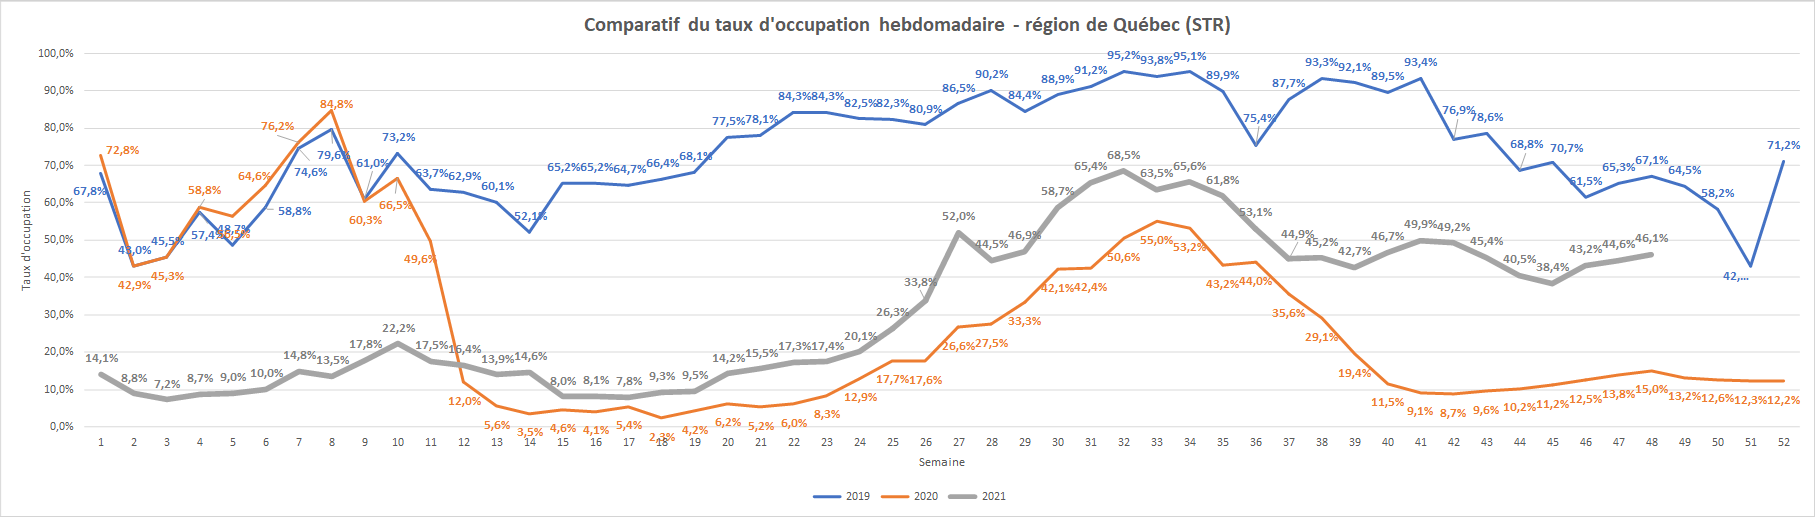 Comparatif du taux d'occupation hebdomadaire - région de Québec (STR)
Taux d'occupation
100,0%
90,0%
80,0%
70,0%
60,0%
50,0%
40,0%
30,0%
20,0%
10,0%
0,0%
67,8% 43,0% 45,5% 57,4% 48,7% 58,8% 74,6% 79,6% 61,0% 73,2% 63,7% 62,9% 60,1% 52,1% 65,2% 65,2% 64,7% 66,4% 68,1% 77,5% 78,1% 84,3% 84,3% 82,5% 82,3% 80,9% 86,5% 90,2% 84,4% 88,9% 91,2% 95,2% 93,8% 95,1% 89,9% 75,4% 87,7% 93,3% 92,1% 89,5% 93,4% 76,9% 78,6% 68,8% 70,7% 61,5% 65,3% 67,1% 64,5% 58,2% 42,... 71,2%
72,8% 42,9% 45,3% 58,8% 64,6% 76,2% 84,8% 60,3% 66,5% 49,6% 12,0% 5,6% 3,5% 4,6% 4,1% 5,4% 2,3% 4,2% 6,2% 5,2% 6,0% 8,3% 12,9% 17,7% 17,6% 26,6% 27,5% 33,3% 42,1% 42,4% 50,6% 55,0% 53,2% 43,2% 44,0% 35,6% 29,1% 19,4% 11,5% 9,1% 8,7% 9,6% 10,2% 11,2% 12,5% 13,8% 15,0% 13,2% 12,6% 12,3% 12,2%
14,1% 8,8% 7,2% 8,7% 9,0% 10,0% 14,8% 13,5% 17,8% 22,2% 17,5% 16,4% 13,9% 14,6% 8,0% 8,1% 7,8% 9,3% 9,5% 14,2% 15,5% 17,3% 17,4% 20,1% 26,3% 33,8% 52,0% 44,5% 46,9% 58,7% 65,4% 68,5% 63,5% 65,6% 61,8% 53,1% 44,9% 45,2% 42,7% 46,7% 49,9% 49,2% 45,4% 40,5% 38,4% 43,2% 44,6% 46,1%
1 2 3 4 5 6 7 8 9 10 11 12 13 14 15 16 17 18 19 20 21 22 23 24 25 26 27 28 29 30 31 32 33 34 35 36 37 38 39 40 41 42 43 44 45 46 47 48 49 50 51 52
Semaine
2019 2020 2021